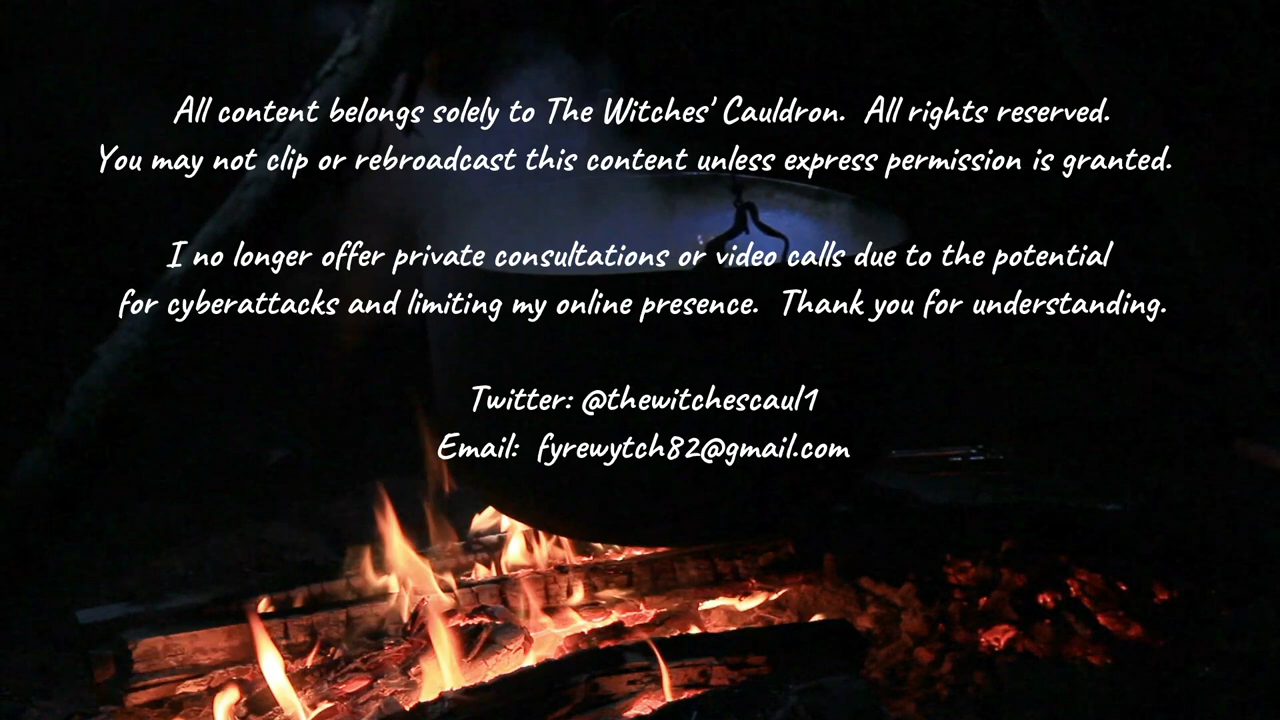 All content belongs solely to The Witches' Cauldron.  All rights reserved.
You may not clip or rebroadcast this content unless express permission is granted.
I no longer offer private consultations or video calls due to the potential
for cyberattacks and limiting my online presence.  Thank you for understanding.
Twitter: @thewitchescaul1
Email:  fyrewytch82@gmail.com